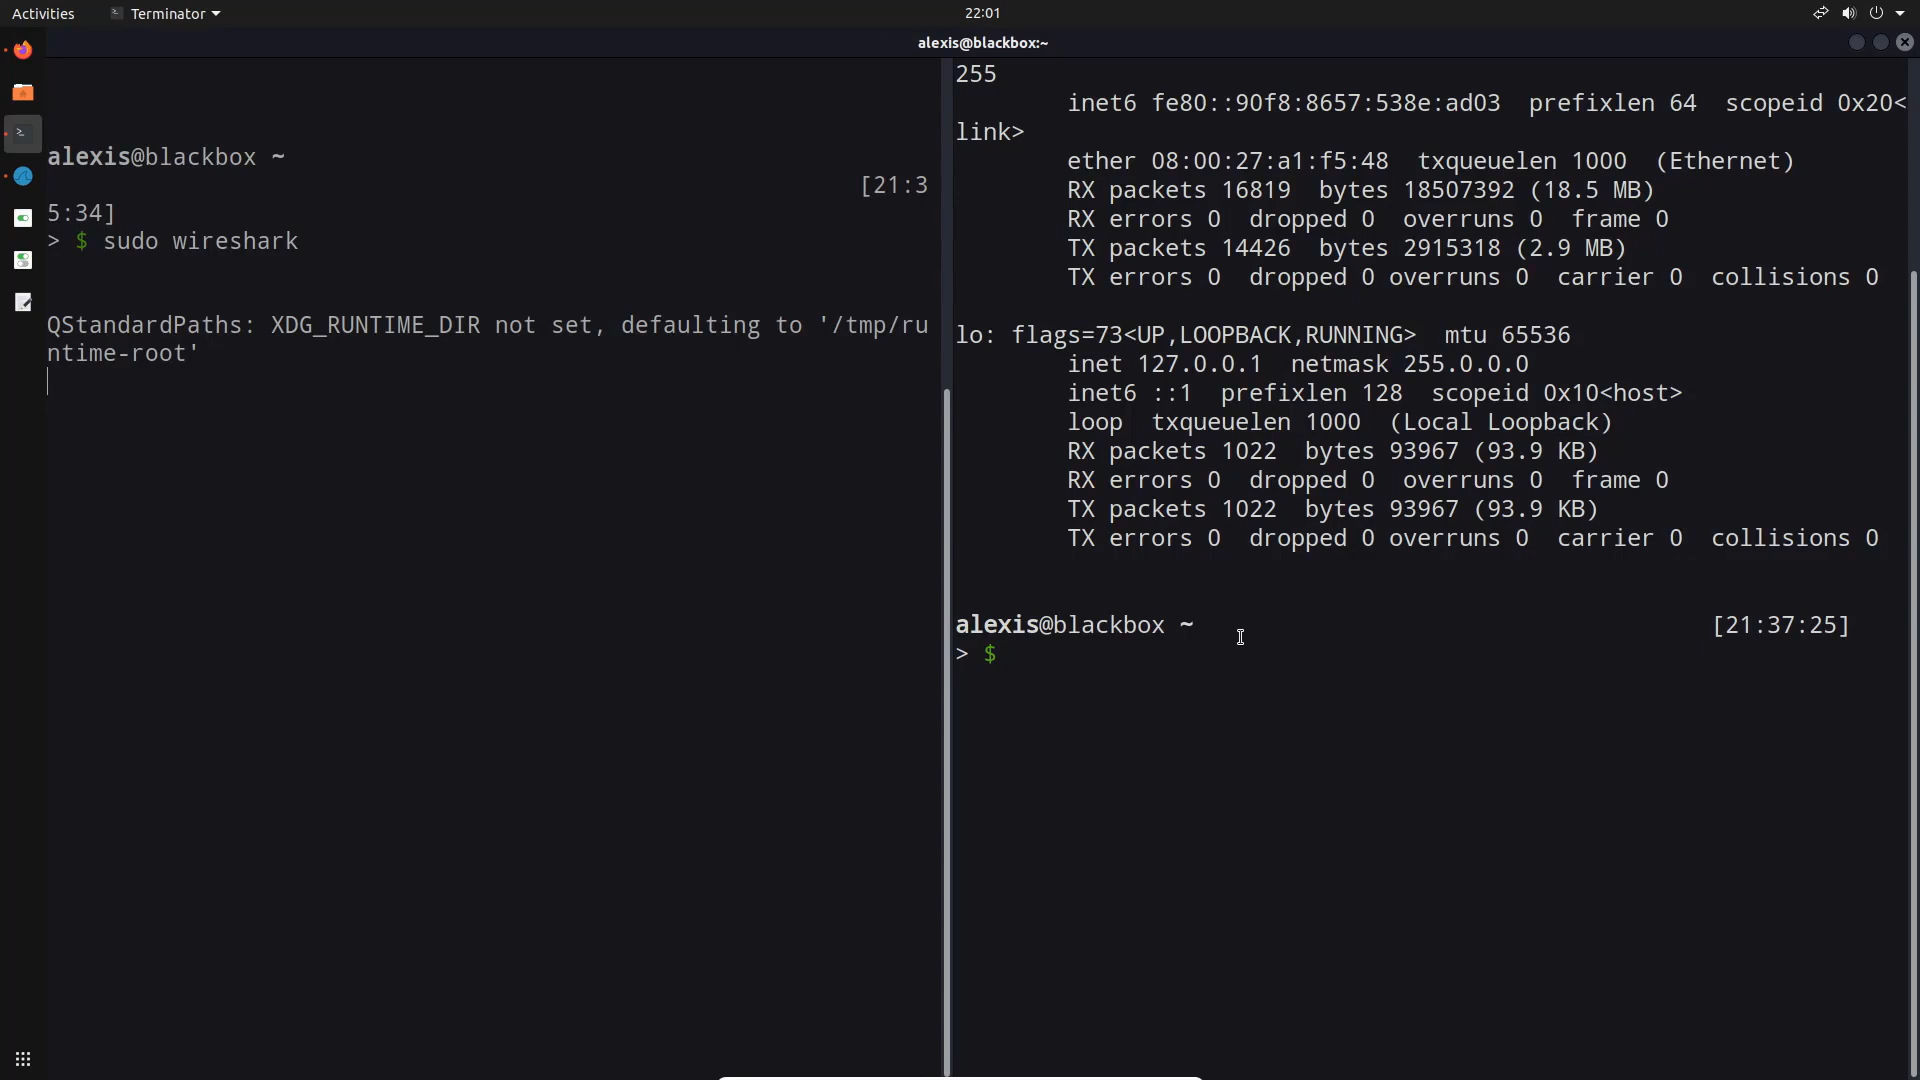 Activities
Terminator
22:01
alexis@blackbox:~
alexis@blackbox ~
[21:3
5:34]
> $ sudo wireshark
QStandardPaths: XDG_RUNTIME_DIR not set, defaulting to '/tmp/ru
ntime-root'
255
inet6 fe80::90f8:8657:538e:ad03  prefixlen 64  scopeid 0x20<
link>
ether 08:00:27:a1:f5:48  txqueuelen 1000  (Ethernet)
RX packets 16819  bytes 18507392 (18.5 MB)
RX errors 0  dropped 0  overruns 0  frame 0
TX packets 14426  bytes 2915318 (2.9 MB)
TX errors 0  dropped 0 overruns 0  carrier 0  collisions 0
lo: flags=73<UP,LOOPBACK,RUNNING>  mtu 65536
inet 127.0.0.1  netmask 255.0.0.0
inet6 ::1  prefixlen 128  scopeid 0x10<host>
loop  txqueuelen 1000  (Local Loopback)
RX packets 1022  bytes 93967 (93.9 KB)
RX errors 0  dropped 0  overruns 0  frame 0
TX packets 1022  bytes 93967 (93.9 KB)
TX errors 0  dropped 0 overruns 0  carrier 0  collisions 0
alexis@blackbox ~ [21:37:25]
> $